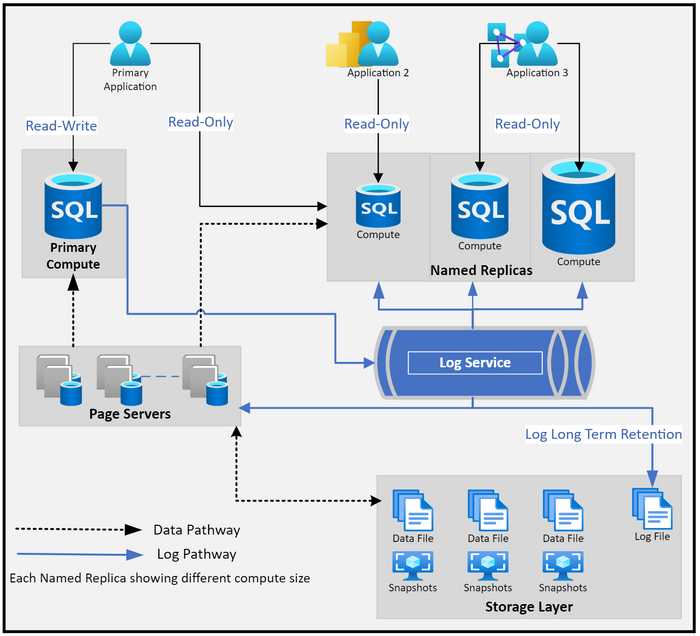 Primary
Application
Application 2
Application 3
Read-Write
Read-Only
Read-Only
Read-Only
SQL
Primary
Compute
SQL
Compute
SQL
Compute
SQL
Compute
Named Replicas
Log Service
Page Servers
Log Long Term Retention
Data File
Data File
Data File
Log File
Snapshots
Snapshots
Snapshots
Storage Layer
Data Pathway
Log Pathway
Each Named Replica showing different compute size